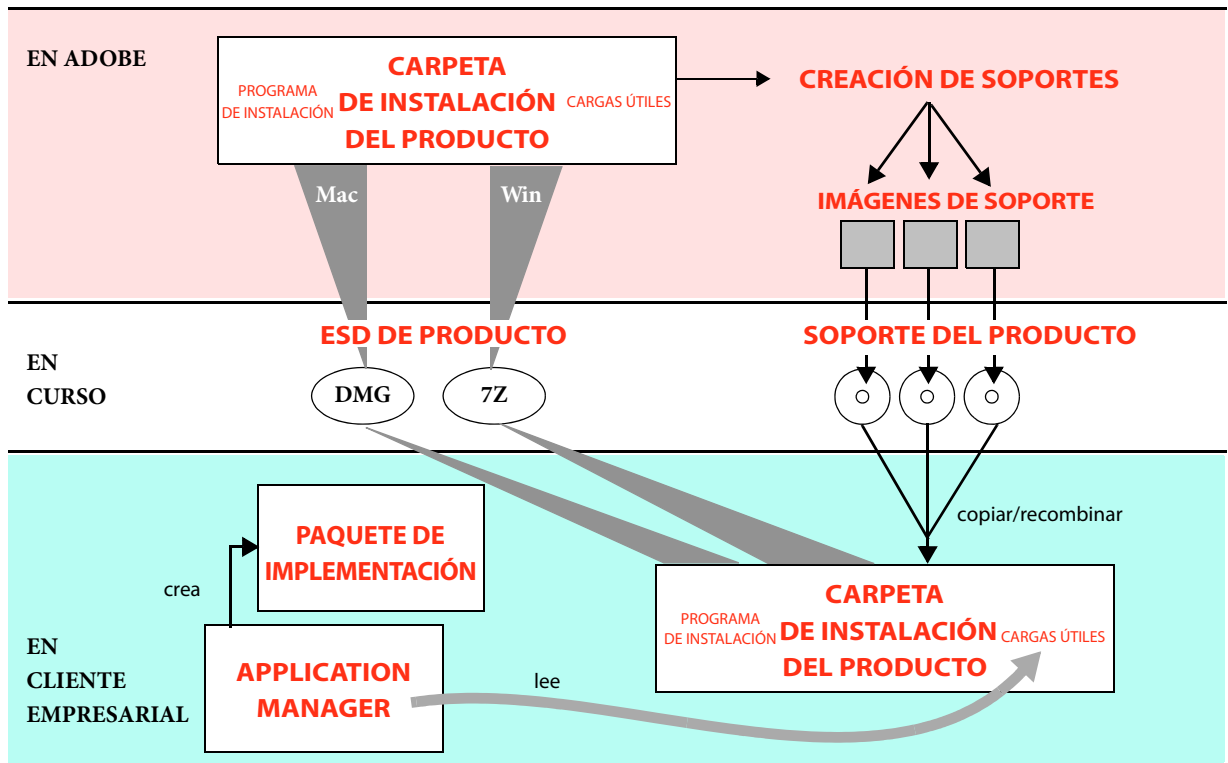 EN ADOBE
CARPETA
DE INSTALACIÓN
DEL PRODUCTO
PROGRAMA
DE INSTALACIÓN
CARGAS ÚTILES
CREACIÓN DE SOPORTES
Mac
Win
IMÁGENES DE SOPORTE
EN
CURSO
ESD DE PRODUCTO
SOPORTE DEL PRODUCTO
DMG
7Z
EN
CLIENTE
EMPRESARIAL
PAQUETE DE
IMPLEMENTACIÓN
copiar/recombinar
crea
CARPETA
DE INSTALACIÓN
DEL PRODUCTO
PROGRAMA
DE INSTALACIÓN
CARGAS ÚTILES
APPLICATION
MANAGER
lee